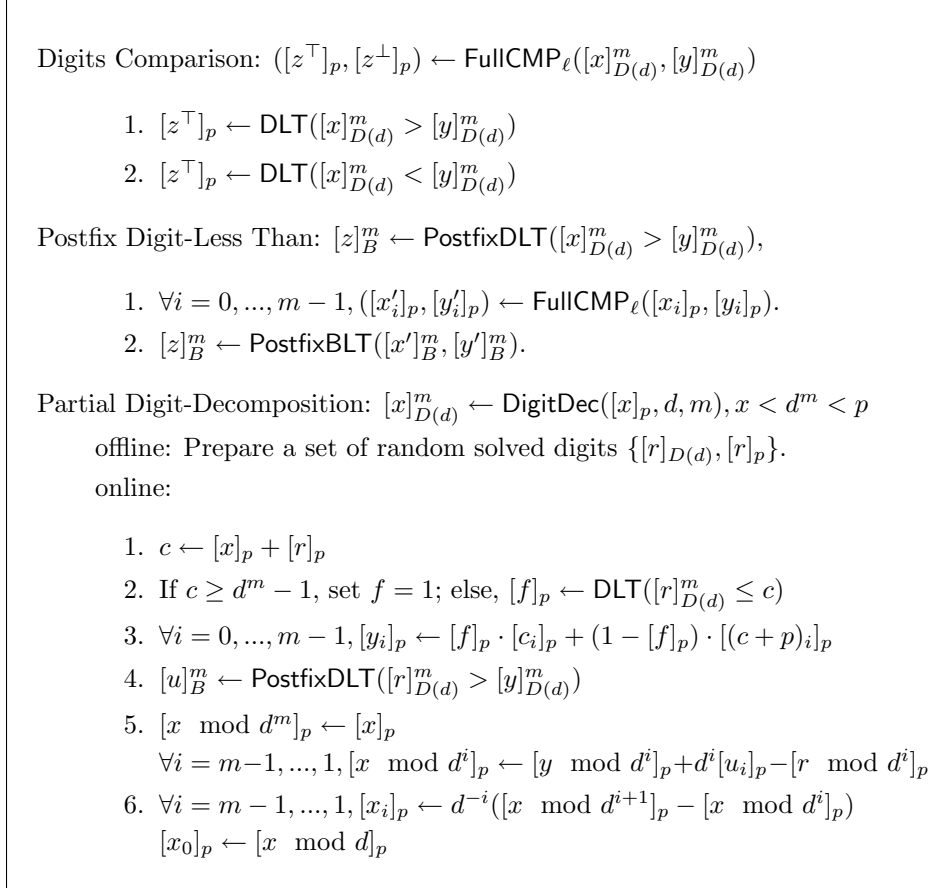 Digits Comparison: ([z^⊤]_p, [z^⊥]_p) ← FullCMP_ℓ([x]^m_{D(d)}, [y]^m_{D(d)})
1. [z^⊤]_p ← DLT([x]^m_{D(d)} > [y]^m_{D(d)})
2. [z^⊤]_p ← DLT([x]^m_{D(d)} < [y]^m_{D(d)})
Postfix Digit-Less Than: [z]^m_B ← PostfixDLT([x]^m_{D(d)} > [y]^m_{D(d)}),
1. ∀i = 0, ..., m − 1, ([x′_i]_p, [y′_i]_p) ← FullCMP_ℓ([x_i]_p, [y_i]_p).
2. [z]^m_B ← PostfixBLT([x′]^m_B, [y′]^m_B).
Partial Digit-Decomposition: [x]^m_{D(d)} ← DigitDec([x]_p, d, m), x < d^m < p
offline: Prepare a set of random solved digits {[r]_{D(d)}, [r]_p}.
online:
1. c ← [x]_p + [r]_p
2. If c ≥ d^m − 1, set f = 1; else, [f]_p ← DLT([r]^m_{D(d)} ≤ c)
3. ∀i = 0, ..., m − 1, [y_i]_p ← [f]_p · [c_i]_p + (1 − [f]_p) · [(c + p)_i]_p
4. [u]^m_B ← PostfixDLT([r]^m_{D(d)} > [y]^m_{D(d)})
5. [x mod d^m]_p ← [x]_p
∀i = m−1, ..., 1, [x mod d^i]_p ← [y mod d^i]_p+d^i[u_i]_p−[r mod d^i]_p
6. ∀i = m − 1, ..., 1, [x_i]_p ← d^{−i}([x mod d^{i+1}]_p − [x mod d^i]_p)
[x_0]_p ← [x mod d]_p